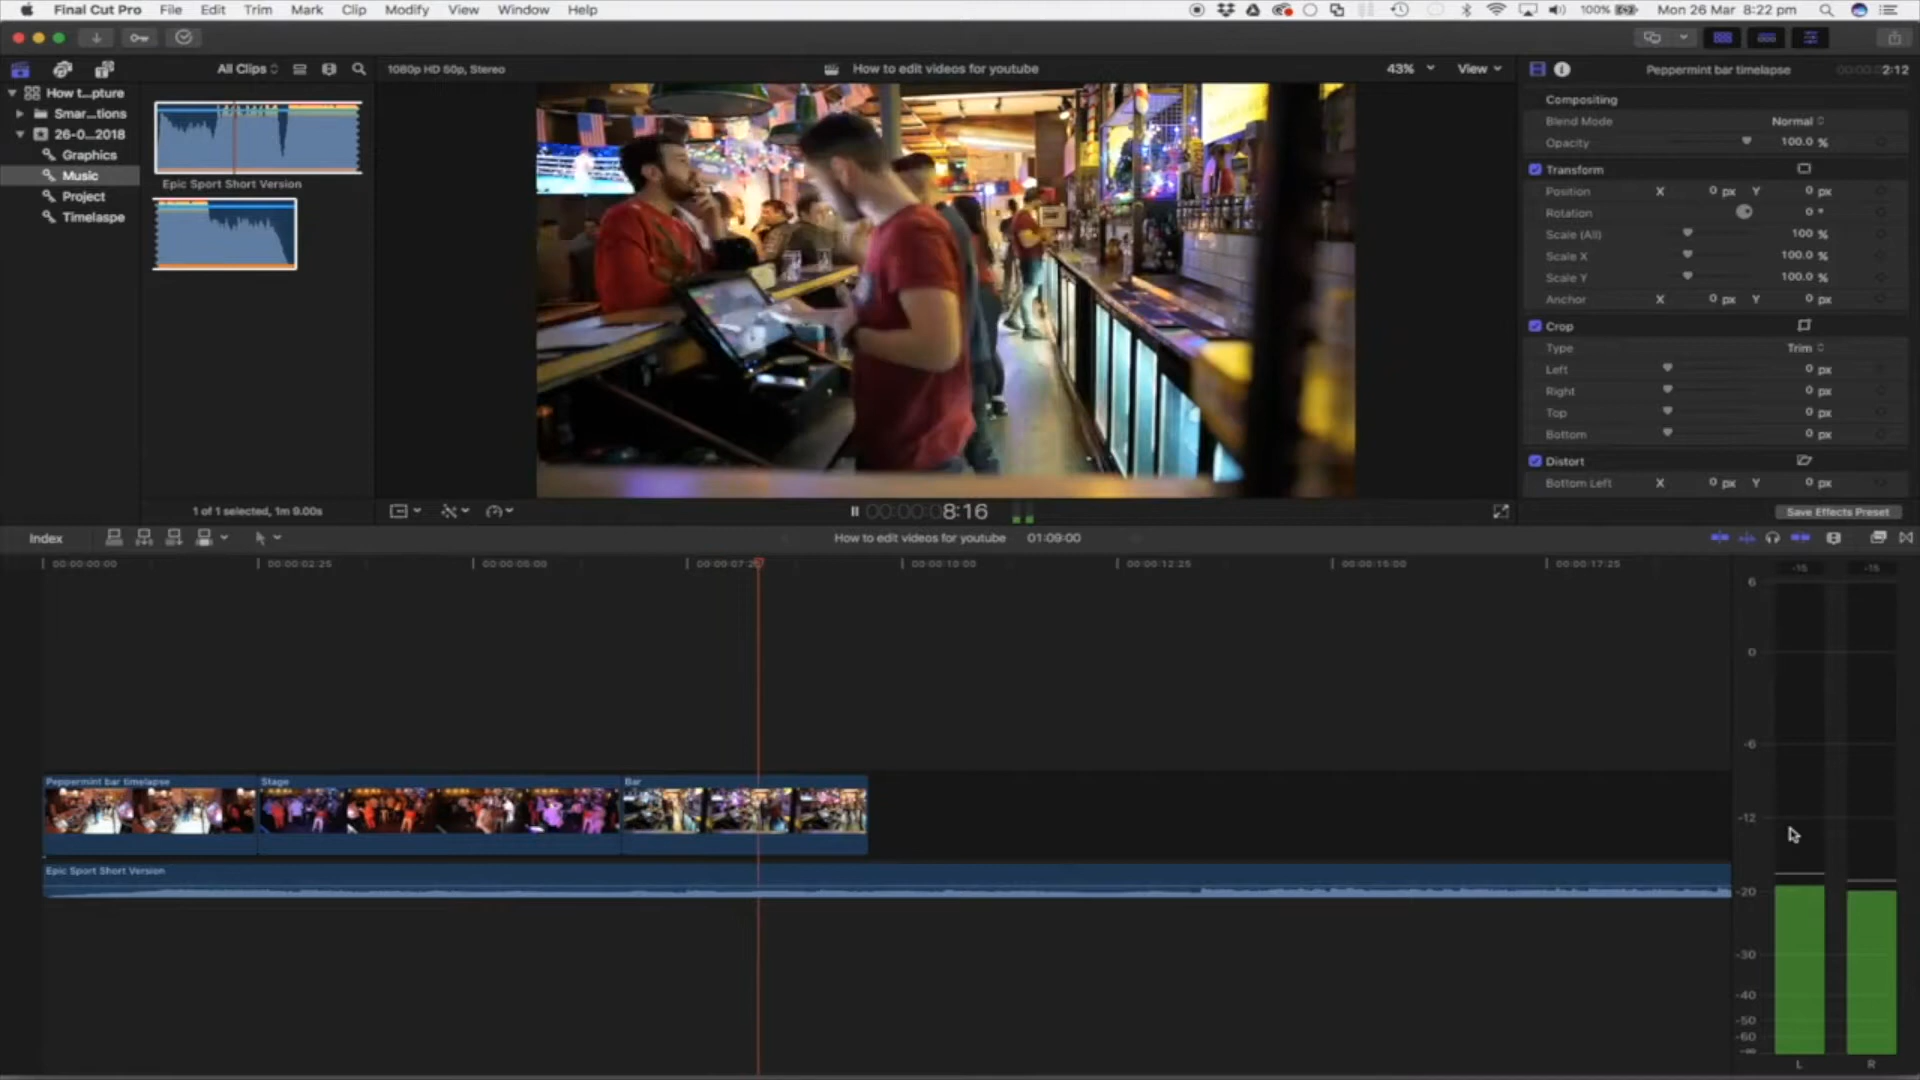 Final Cut Pro File Edit Trim Mark Clip Modify View Window Help 100% Mon 26 Mar 8:22 pm
All Clips 1080p HD 50p, Stereo How to edit videos for youtube 43% View Peppermint bar timelapse 2:12
How t...pture
Smar...tions
26-0...2018
Graphics
Music
Project
Timelaspe
Epic Sport Short Version
1 of 1 selected, 1m 9.00s
8:16
Compositing
Blend Mode Normal
Opacity 100.0 %
Transform
Position X 0 px Y 0 px
Rotation 0 °
Scale (All) 100 %
Scale X 100.0 %
Scale Y 100.0 %
Anchor X 0 px Y 0 px
Crop
Type Trim
Left 0 px
Right 0 px
Top 0 px
Bottom 0 px
Distort
Bottom Left X 0 px Y 0 px
Save Effects Preset
Index How to edit videos for youtube 01:09:00
00:00:00:00 00:00:02:25 00:00:05:00 00:00:07:2 00:00:10:00 00:00:12:25 00:00:15:00 00:00:17:25
Peppermint bar timelapse Stage Bar
Epic Sport Short Version
-15 -15
6
0
-6
-12
-20
-30
-40
-50
-60
-∞
L R